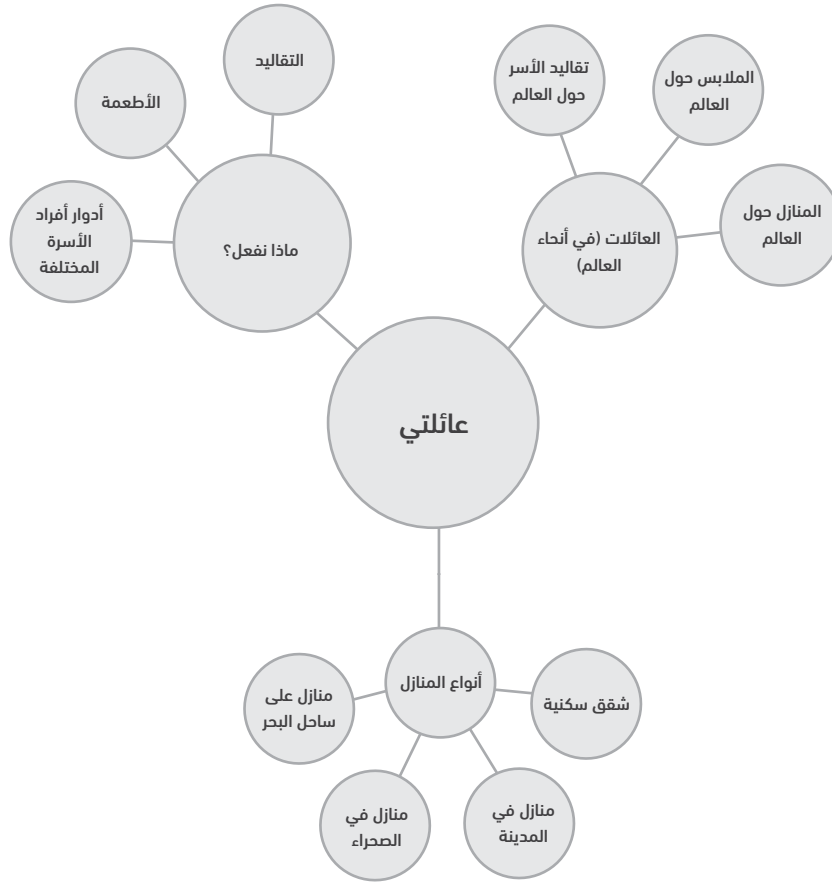 التقاليد
الأطعمة
أدوار أفراد
الأسرة
المختلفة
ماذا نفعل؟
تقاليد الأسر
حول العالم
الملابس حول
العالم
المنازل حول
العالم
العائلات (في أنحاء
العالم)
عائلتي
أنواع المنازل
شقق سكنية
منازل على
ساحل البحر
منازل في
الصحراء
منازل في
المدينة